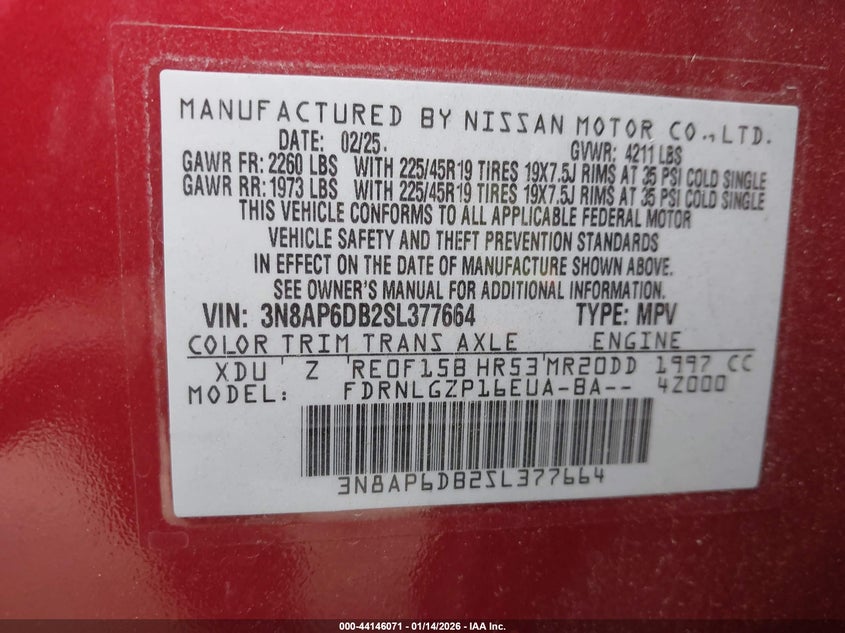 MANUFACTURED BY NISSAN MOTOR CO.,LTD.
DATE: 02/25. GVWR: 4211 LBS
GAWR FR: 2260 LBS WITH 225/45R19 TIRES 19X7.5J RIMS AT 35 PSI COLD SINGLE
GAWR RR: 1973 LBS WITH 225/45R19 TIRES 19X7.5J RIMS AT 35 PSI COLD SINGLE
THIS VEHICLE CONFORMS TO ALL APPLICABLE FEDERAL MOTOR
VEHICLE SAFETY AND THEFT PREVENTION STANDARDS
IN EFFECT ON THE DATE OF MANUFACTURE SHOWN ABOVE.
SEE OWNER'S MANUAL FOR ADDITIONAL INFORMATION.
VIN: 3N8AP6DB2SL377664 TYPE: MPV
COLOR TRIM TRANS AXLE ENGINE
XDU Z RE0F15B HR53 MR20DD 1997 CC
MODEL: FDRNLGZP16EUA-BA-- 4Z000
3N8AP6DB2SL377664
000-44146071 - 01/14/2026 - IAA Inc.